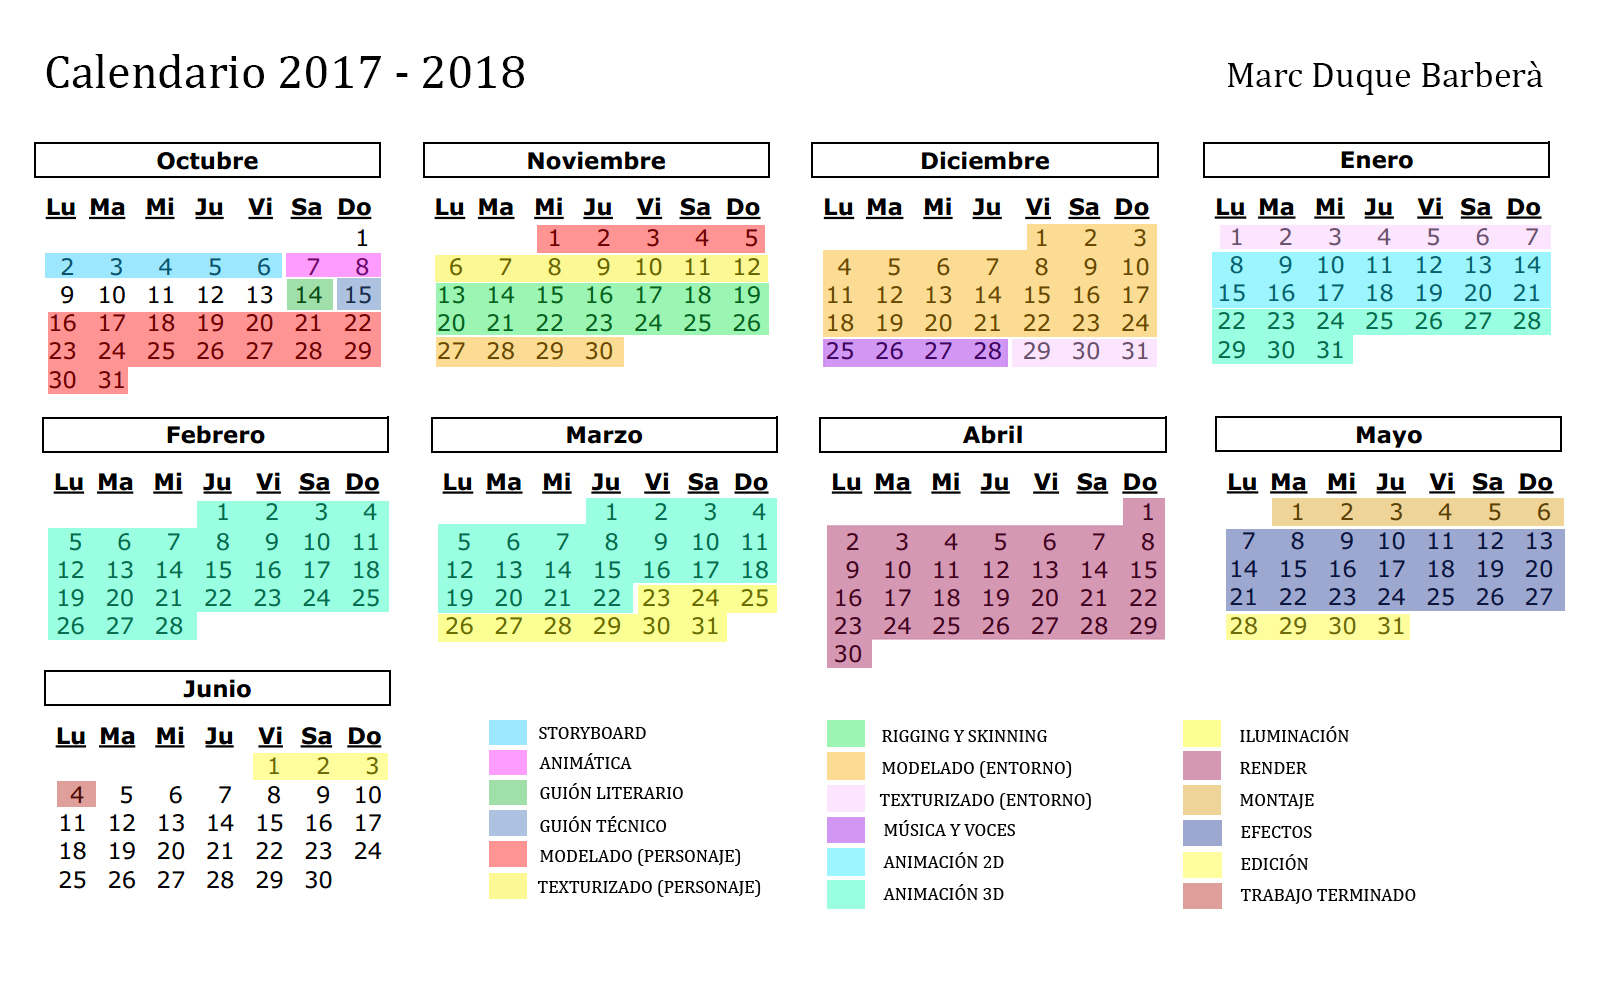 Calendario 2017 - 2018
Marc Duque Barberà
Octubre
Lu Ma Mi Ju Vi Sa Do
1
2 3 4 5 6 7 8
9 10 11 12 13 14 15
16 17 18 19 20 21 22
23 24 25 26 27 28 29
30 31
Noviembre
Lu Ma Mi Ju Vi Sa Do
1 2 3 4 5
6 7 8 9 10 11 12
13 14 15 16 17 18 19
20 21 22 23 24 25 26
27 28 29 30
Diciembre
Lu Ma Mi Ju Vi Sa Do
1 2 3
4 5 6 7 8 9 10
11 12 13 14 15 16 17
18 19 20 21 22 23 24
25 26 27 28 29 30 31
Enero
Lu Ma Mi Ju Vi Sa Do
1 2 3 4 5 6 7
8 9 10 11 12 13 14
15 16 17 18 19 20 21
22 23 24 25 26 27 28
29 30 31
Febrero
Lu Ma Mi Ju Vi Sa Do
1 2 3 4
5 6 7 8 9 10 11
12 13 14 15 16 17 18
19 20 21 22 23 24 25
26 27 28
Marzo
Lu Ma Mi Ju Vi Sa Do
1 2 3 4
5 6 7 8 9 10 11
12 13 14 15 16 17 18
19 20 21 22 23 24 25
26 27 28 29 30 31
Abril
Lu Ma Mi Ju Vi Sa Do
1
2 3 4 5 6 7 8
9 10 11 12 13 14 15
16 17 18 19 20 21 22
23 24 25 26 27 28 29
30
Mayo
Lu Ma Mi Ju Vi Sa Do
1 2 3 4 5 6
7 8 9 10 11 12 13
14 15 16 17 18 19 20
21 22 23 24 25 26 27
28 29 30 31
Junio
Lu Ma Mi Ju Vi Sa Do
1 2 3
4 5 6 7 8 9 10
11 12 13 14 15 16 17
18 19 20 21 22 23 24
25 26 27 28 29 30
STORYBOARD
ANIMÁTICA
GUIÓN LITERARIO
GUIÓN TÉCNICO
MODELADO (PERSONAJE)
TEXTURIZADO (PERSONAJE)
RIGGING Y SKINNING
MODELADO (ENTORNO)
TEXTURIZADO (ENTORNO)
MÚSICA Y VOCES
ANIMACIÓN 2D
ANIMACIÓN 3D
ILUMINACIÓN
RENDER
MONTAJE
EFECTOS
EDICIÓN
TRABAJO TERMINADO